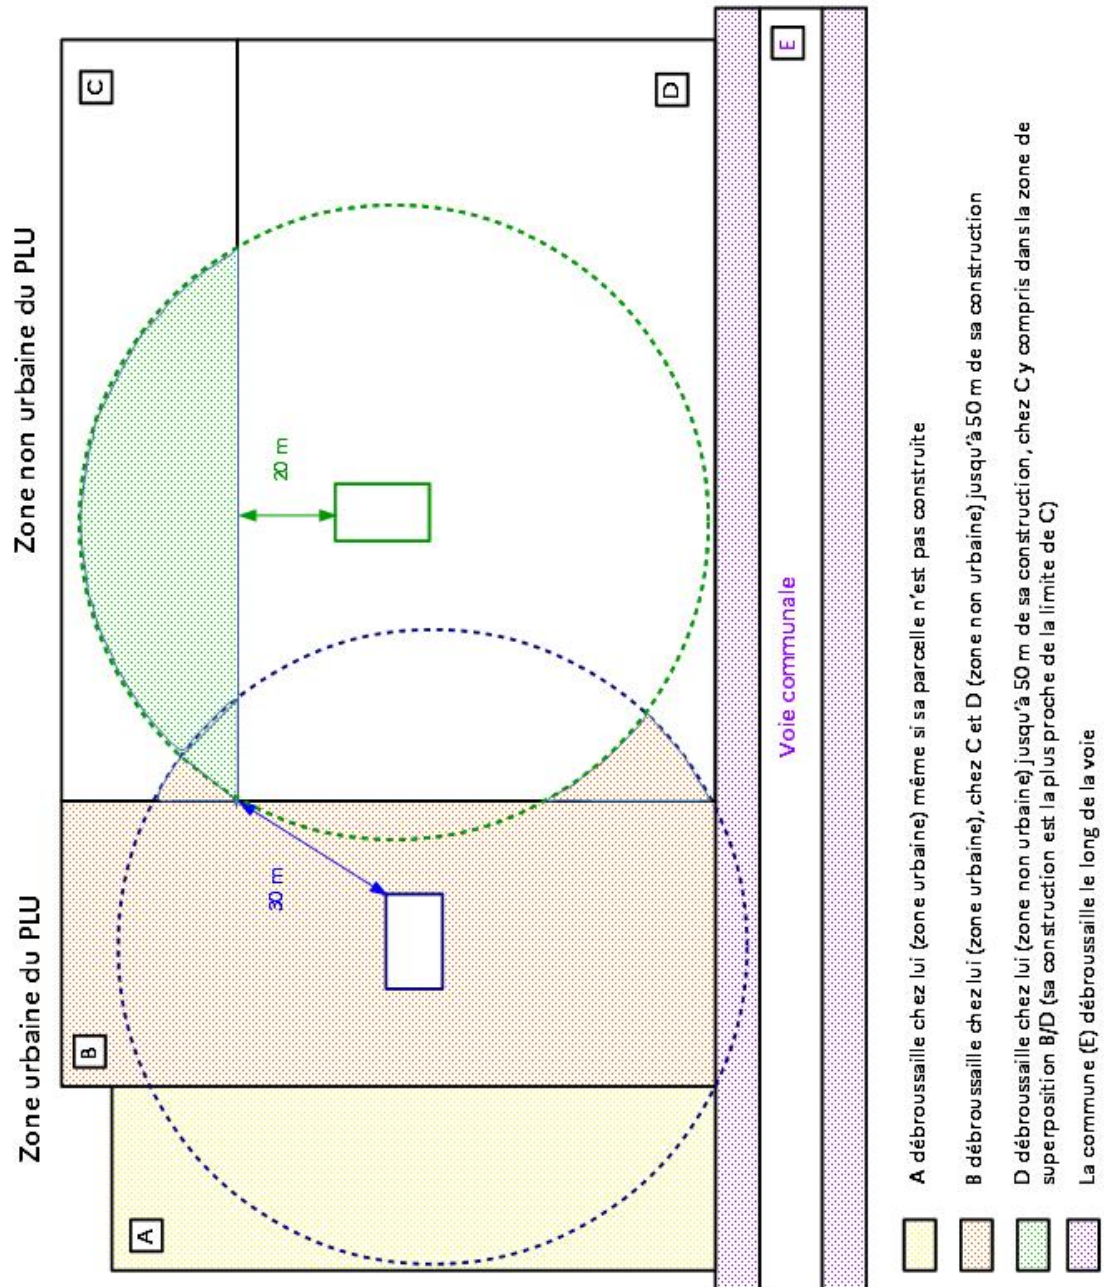 Zone urbaine du PLU
Zone non urbaine du PLU
A
B
C
D
E
30 m
20 m
Voie communale
A débroussaille chez lui (zone urbaine) même si sa parcelle n'est pas construite
B débroussaille chez lui (zone urbaine), chez C et D (zone non urbaine) jusqu'à 50 m de sa construction
D débroussaille chez lui (zone non urbaine) jusqu'à 50 m de sa construction, chez C y compris dans la zone de
superposition B/D (sa construction est la plus proche de la limite de C)
La commune (E) débroussaille le long de la voie